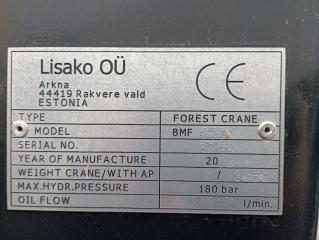 Lisako OÜ
CE
Arkna
44419 Rakvere vald
ESTONIA
TYPE FOREST CRANE
MODEL BMF
SERIAL NO.
YEAR OF MANUFACTURE 20
WEIGHT CRANE/WITH AP /
MAX.HYDR.PRESSURE 180 bar
OIL FLOW l/min.